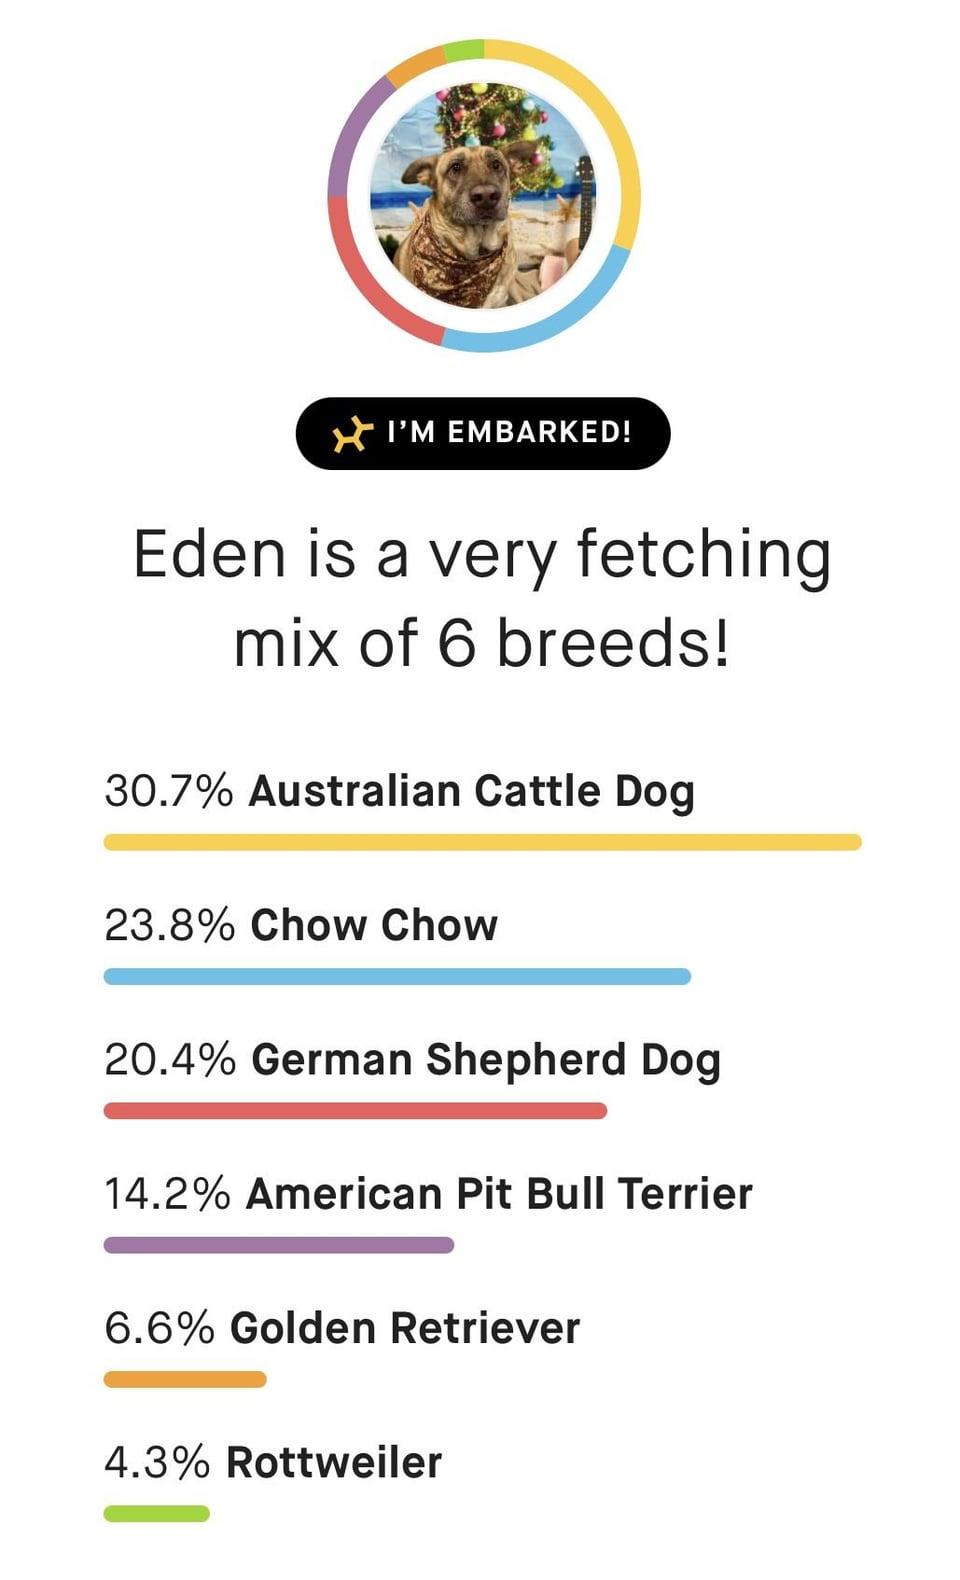 I’M EMBARKED!
Eden is a very fetching
mix of 6 breeds!
30.7% Australian Cattle Dog
23.8% Chow Chow
20.4% German Shepherd Dog
14.2% American Pit Bull Terrier
6.6% Golden Retriever
4.3% Rottweiler